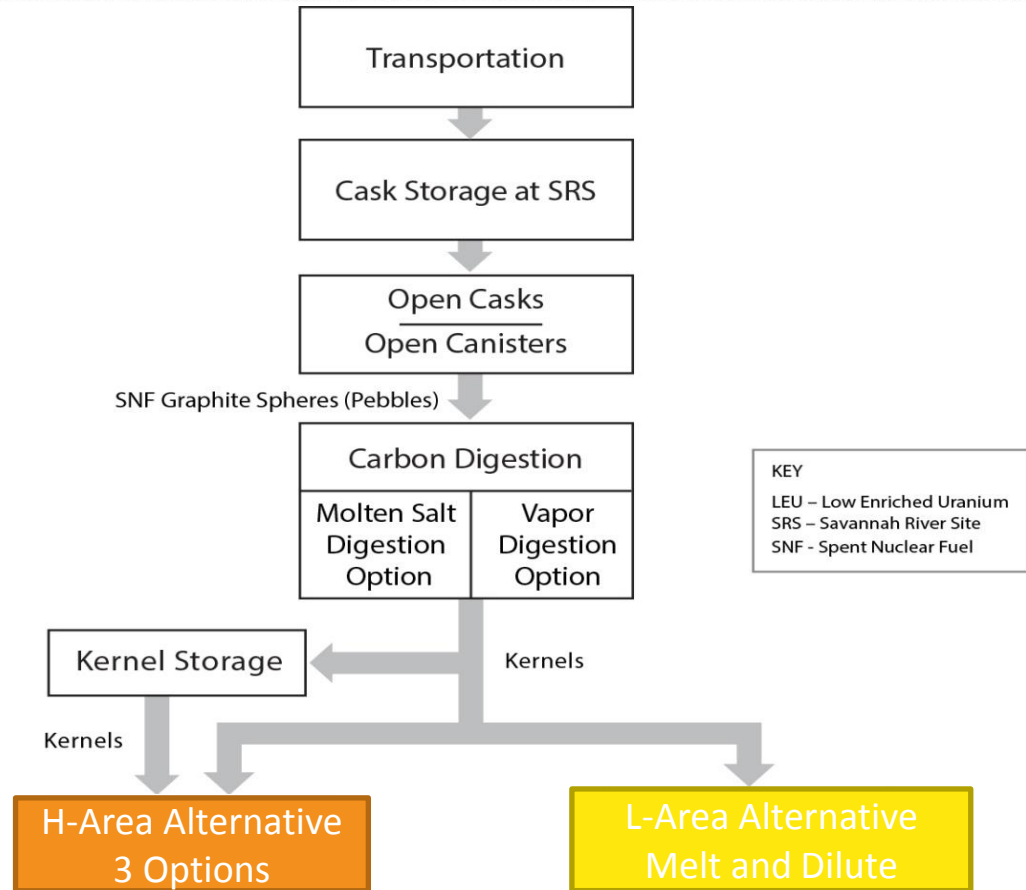 Transportation
Cask Storage at SRS
Open Casks
Open Canisters
SNF Graphite Spheres (Pebbles)
Carbon Digestion
Molten Salt
Digestion
Option
Vapor
Digestion
Option
KEY
LEU – Low Enriched Uranium
SRS – Savannah River Site
SNF - Spent Nuclear Fuel
Kernel Storage
Kernels
Kernels
H-Area Alternative
3 Options
L-Area Alternative
Melt and Dilute